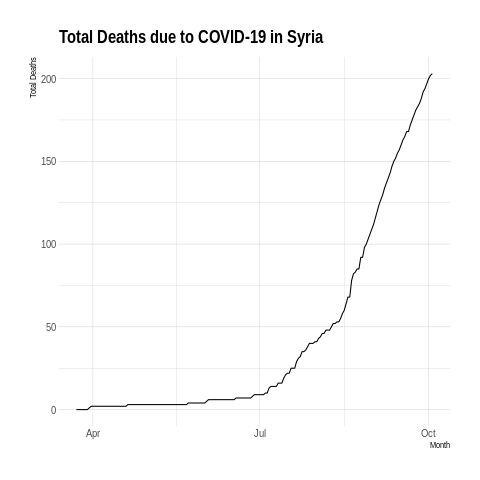 Total Deaths due to COVID-19 in Syria
Total Deaths
200
150
100
50
0
Apr Jul Oct
Month